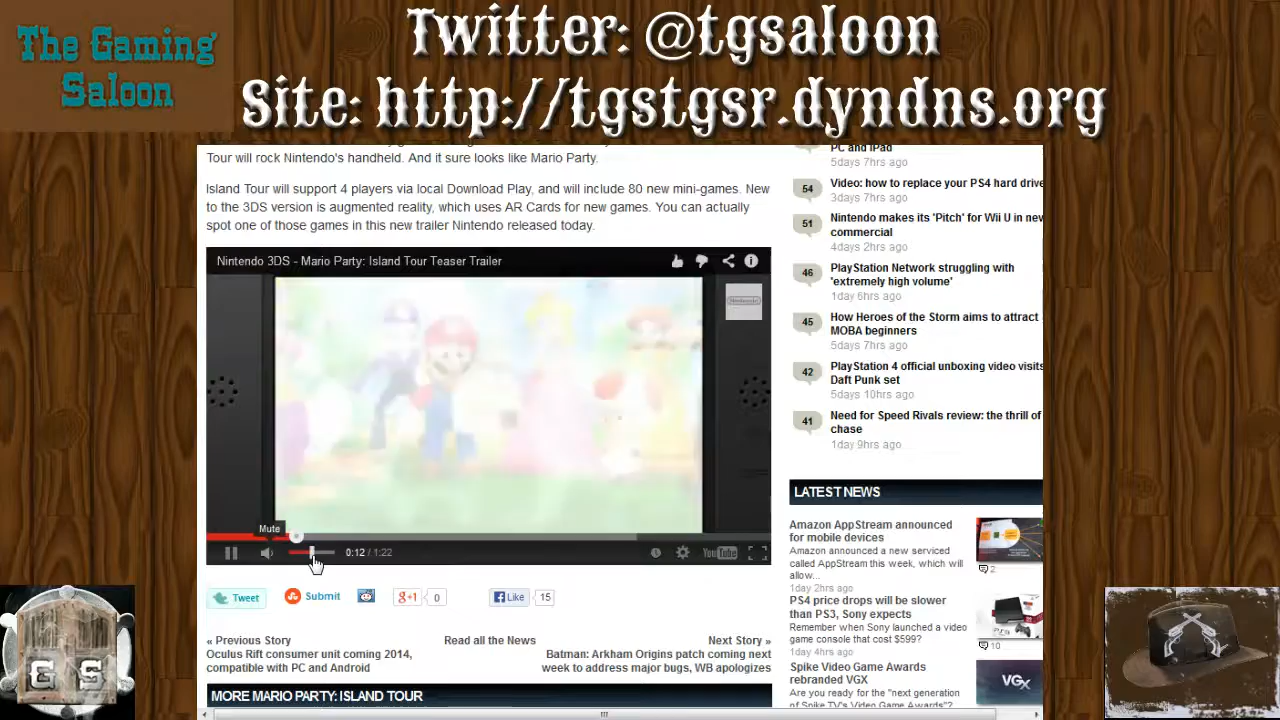 The Gaming
Saloon
Twitter: @tgsaloon
Site: http://tgstgsr.dyndns.org
Tour will rock Nintendo's handheld. And it sure looks like Mario Party.
Island Tour will support 4 players via local Download Play, and will include 80 new mini-games. New
to the 3DS version is augmented reality, which uses AR Cards for new games. You can actually
spot one of those games in this new trailer Nintendo released today.
Nintendo 3DS - Mario Party: Island Tour Teaser Trailer
Nintendo
Mute
0:12 / 1:22
YouTube
Tweet
Submit
g+1
0
Like
15
« Previous Story
Oculus Rift consumer unit coming 2014,
compatible with PC and Android
Read all the News
Next Story »
Batman: Arkham Origins patch coming next
week to address major bugs, WB apologizes
MORE MARIO PARTY: ISLAND TOUR
PC and iPad
5days 7hrs ago
54
Video: how to replace your PS4 hard drive
3days 7hrs ago
51
Nintendo makes its 'Pitch' for Wii U in new
commercial
4days 2hrs ago
46
PlayStation Network struggling with
'extremely high volume'
1day 6hrs ago
45
How Heroes of the Storm aims to attract
MOBA beginners
5days 7hrs ago
42
PlayStation 4 official unboxing video visits
Daft Punk set
5days 10hrs ago
41
Need for Speed Rivals review: the thrill of
chase
1day 9hrs ago
LATEST NEWS
Amazon AppStream announced
for mobile devices
Amazon announced a new serviced
called AppStream this week, which will
allow...
1day 2hrs ago
2
PS4 price drops will be slower
than PS3, Sony expects
Remember when Sony launched a video
game console that cost $599?
1day 4hrs ago
10
Spike Video Game Awards
rebranded VGX
Are you ready for the "next generation
of Spike TV's Video Game Awards"?
VGX
G S